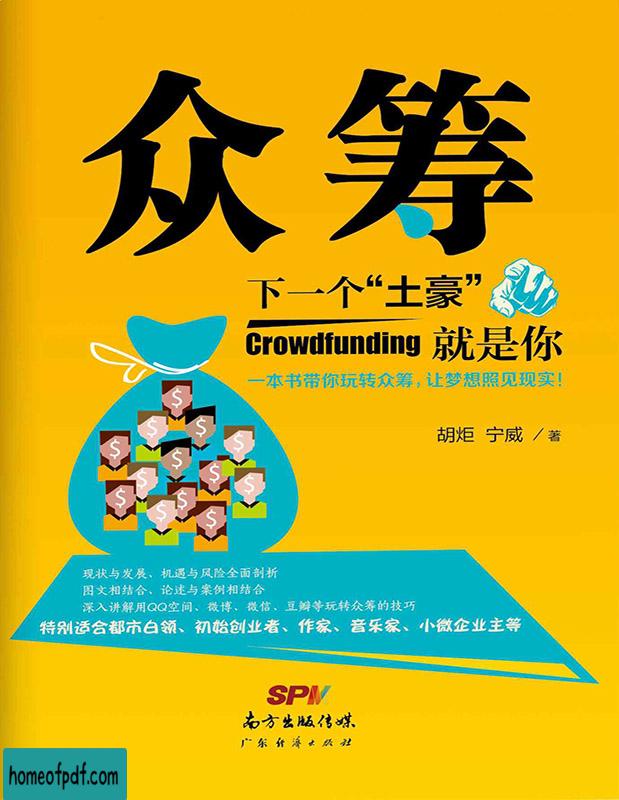 众筹
下一个“土豪”
Crowdfunding 就是你
一本书带你玩转众筹，让梦想照见现实！
胡炬 宁威 / 著
$ $ $ $ $ $ $ $ $ $ $ $
现状与发展、机遇与风险全面剖析
图文相结合、论述与案例相结合
深入讲解用QQ空间、微博、微信、豆瓣等玩转众筹的技巧
特别适合都市白领、初始创业者、作家、音乐家、小微企业主等
SPM
南方出版传媒
广东经济出版社
homeofpdf.com